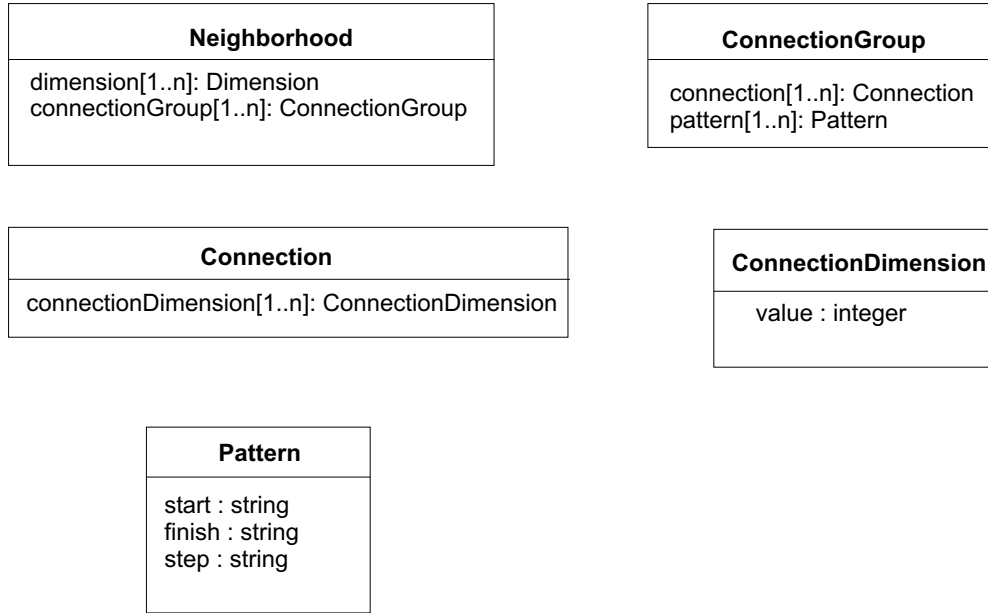 Neighborhood
dimension[1..n]: Dimension
connectionGroup[1..n]: ConnectionGroup
ConnectionGroup
connection[1..n]: Connection
pattern[1..n]: Pattern
Connection
connectionDimension[1..n]: ConnectionDimension
ConnectionDimension
value : integer
Pattern
start : string
finish : string
step : string